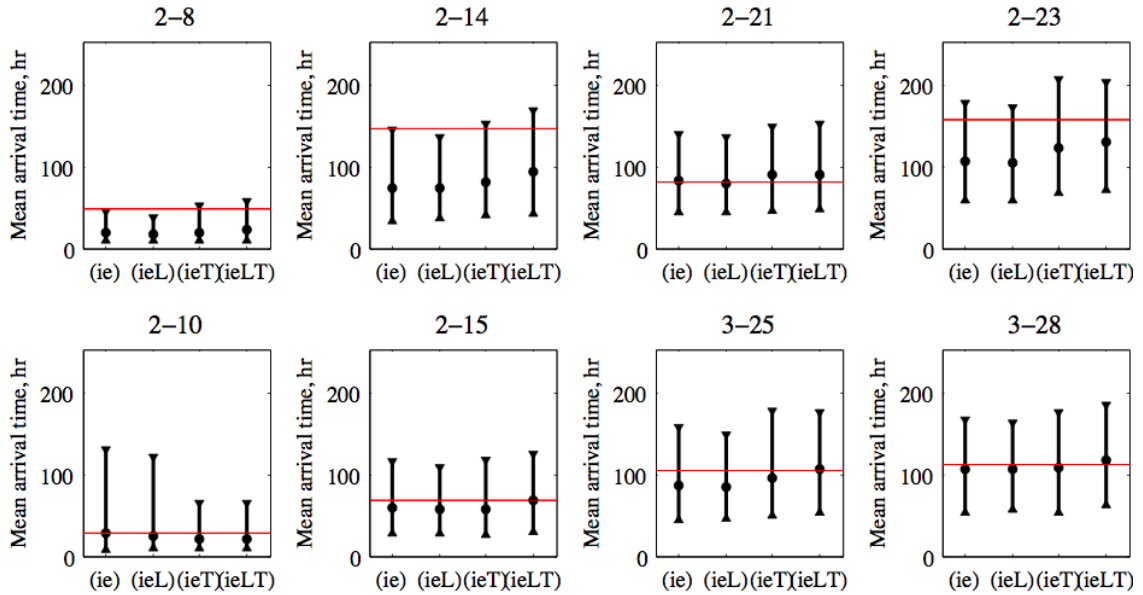 2–8
2–14
2–21
2–23
Mean arrival time, hr
200
100
0
(ie) (ieL) (ieT) (ieLT)
Mean arrival time, hr
200
100
0
(ie) (ieL) (ieT) (ieLT)
Mean arrival time, hr
200
100
0
(ie) (ieL) (ieT) (ieLT)
Mean arrival time, hr
200
100
0
(ie) (ieL) (ieT) (ieLT)
2–10
2–15
3–25
3–28
Mean arrival time, hr
200
100
0
(ie) (ieL) (ieT) (ieLT)
Mean arrival time, hr
200
100
0
(ie) (ieL) (ieT) (ieLT)
Mean arrival time, hr
200
100
0
(ie) (ieL) (ieT) (ieLT)
Mean arrival time, hr
200
100
0
(ie) (ieL) (ieT) (ieLT)